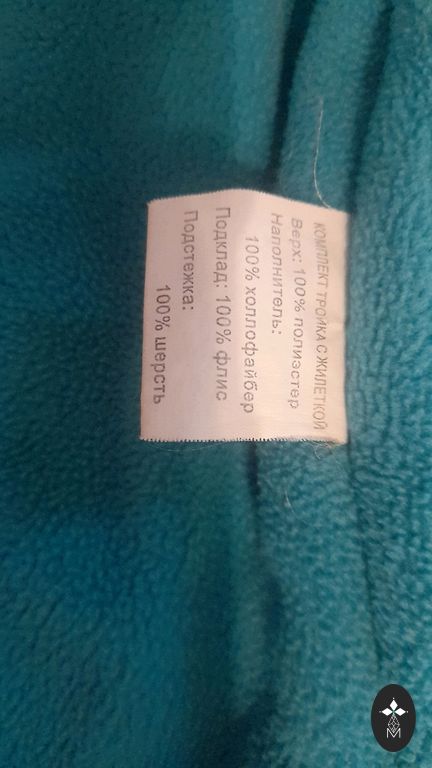 КОМПЛЕКТ ТРОЙКА С ЖИЛЕТКОЙ
Верх: 100% полиэстер
Наполнитель:
100% холлофайбер
Подклад: 100% флис
Подстежка:
100% шерсть
М